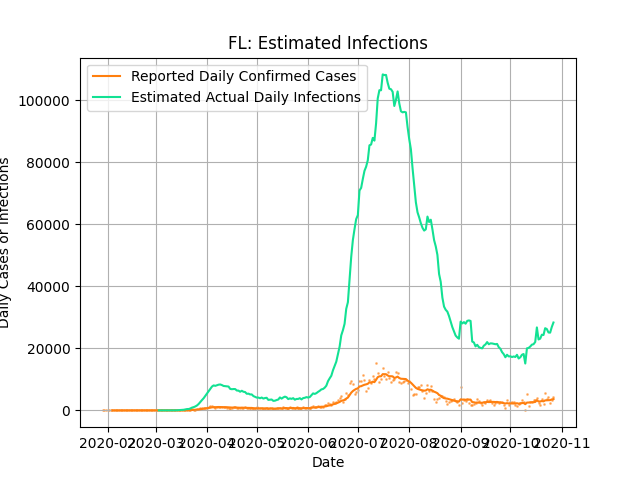 FL: Estimated Infections
Reported Daily Confirmed Cases
Estimated Actual Daily Infections
Daily Cases or Infections
100000
80000
60000
40000
20000
0
2020-02 2020-03 2020-04 2020-05 2020-06 2020-07 2020-08 2020-09 2020-10 2020-11
Date